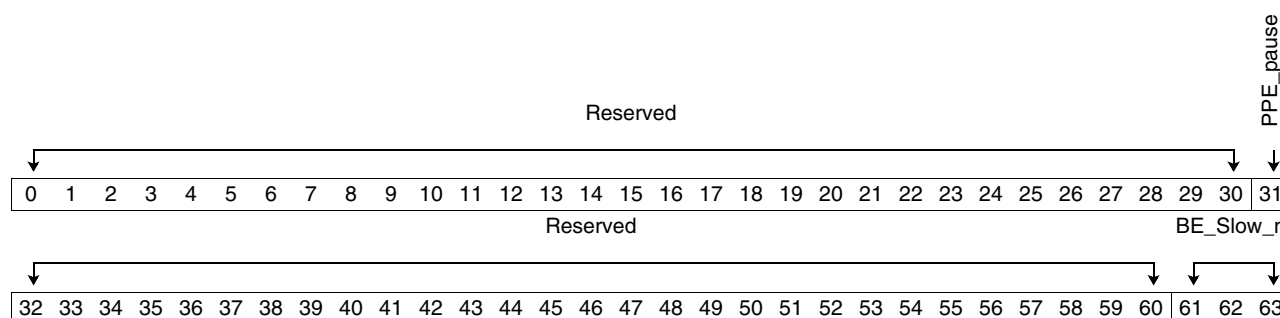 PPE_pause
Reserved
0 1 2 3 4 5 6 7 8 9 10 11 12 13 14 15 16 17 18 19 20 21 22 23 24 25 26 27 28 29 30 31
Reserved BE_Slow_
32 33 34 35 36 37 38 39 40 41 42 43 44 45 46 47 48 49 50 51 52 53 54 55 56 57 58 59 60 61 62 63